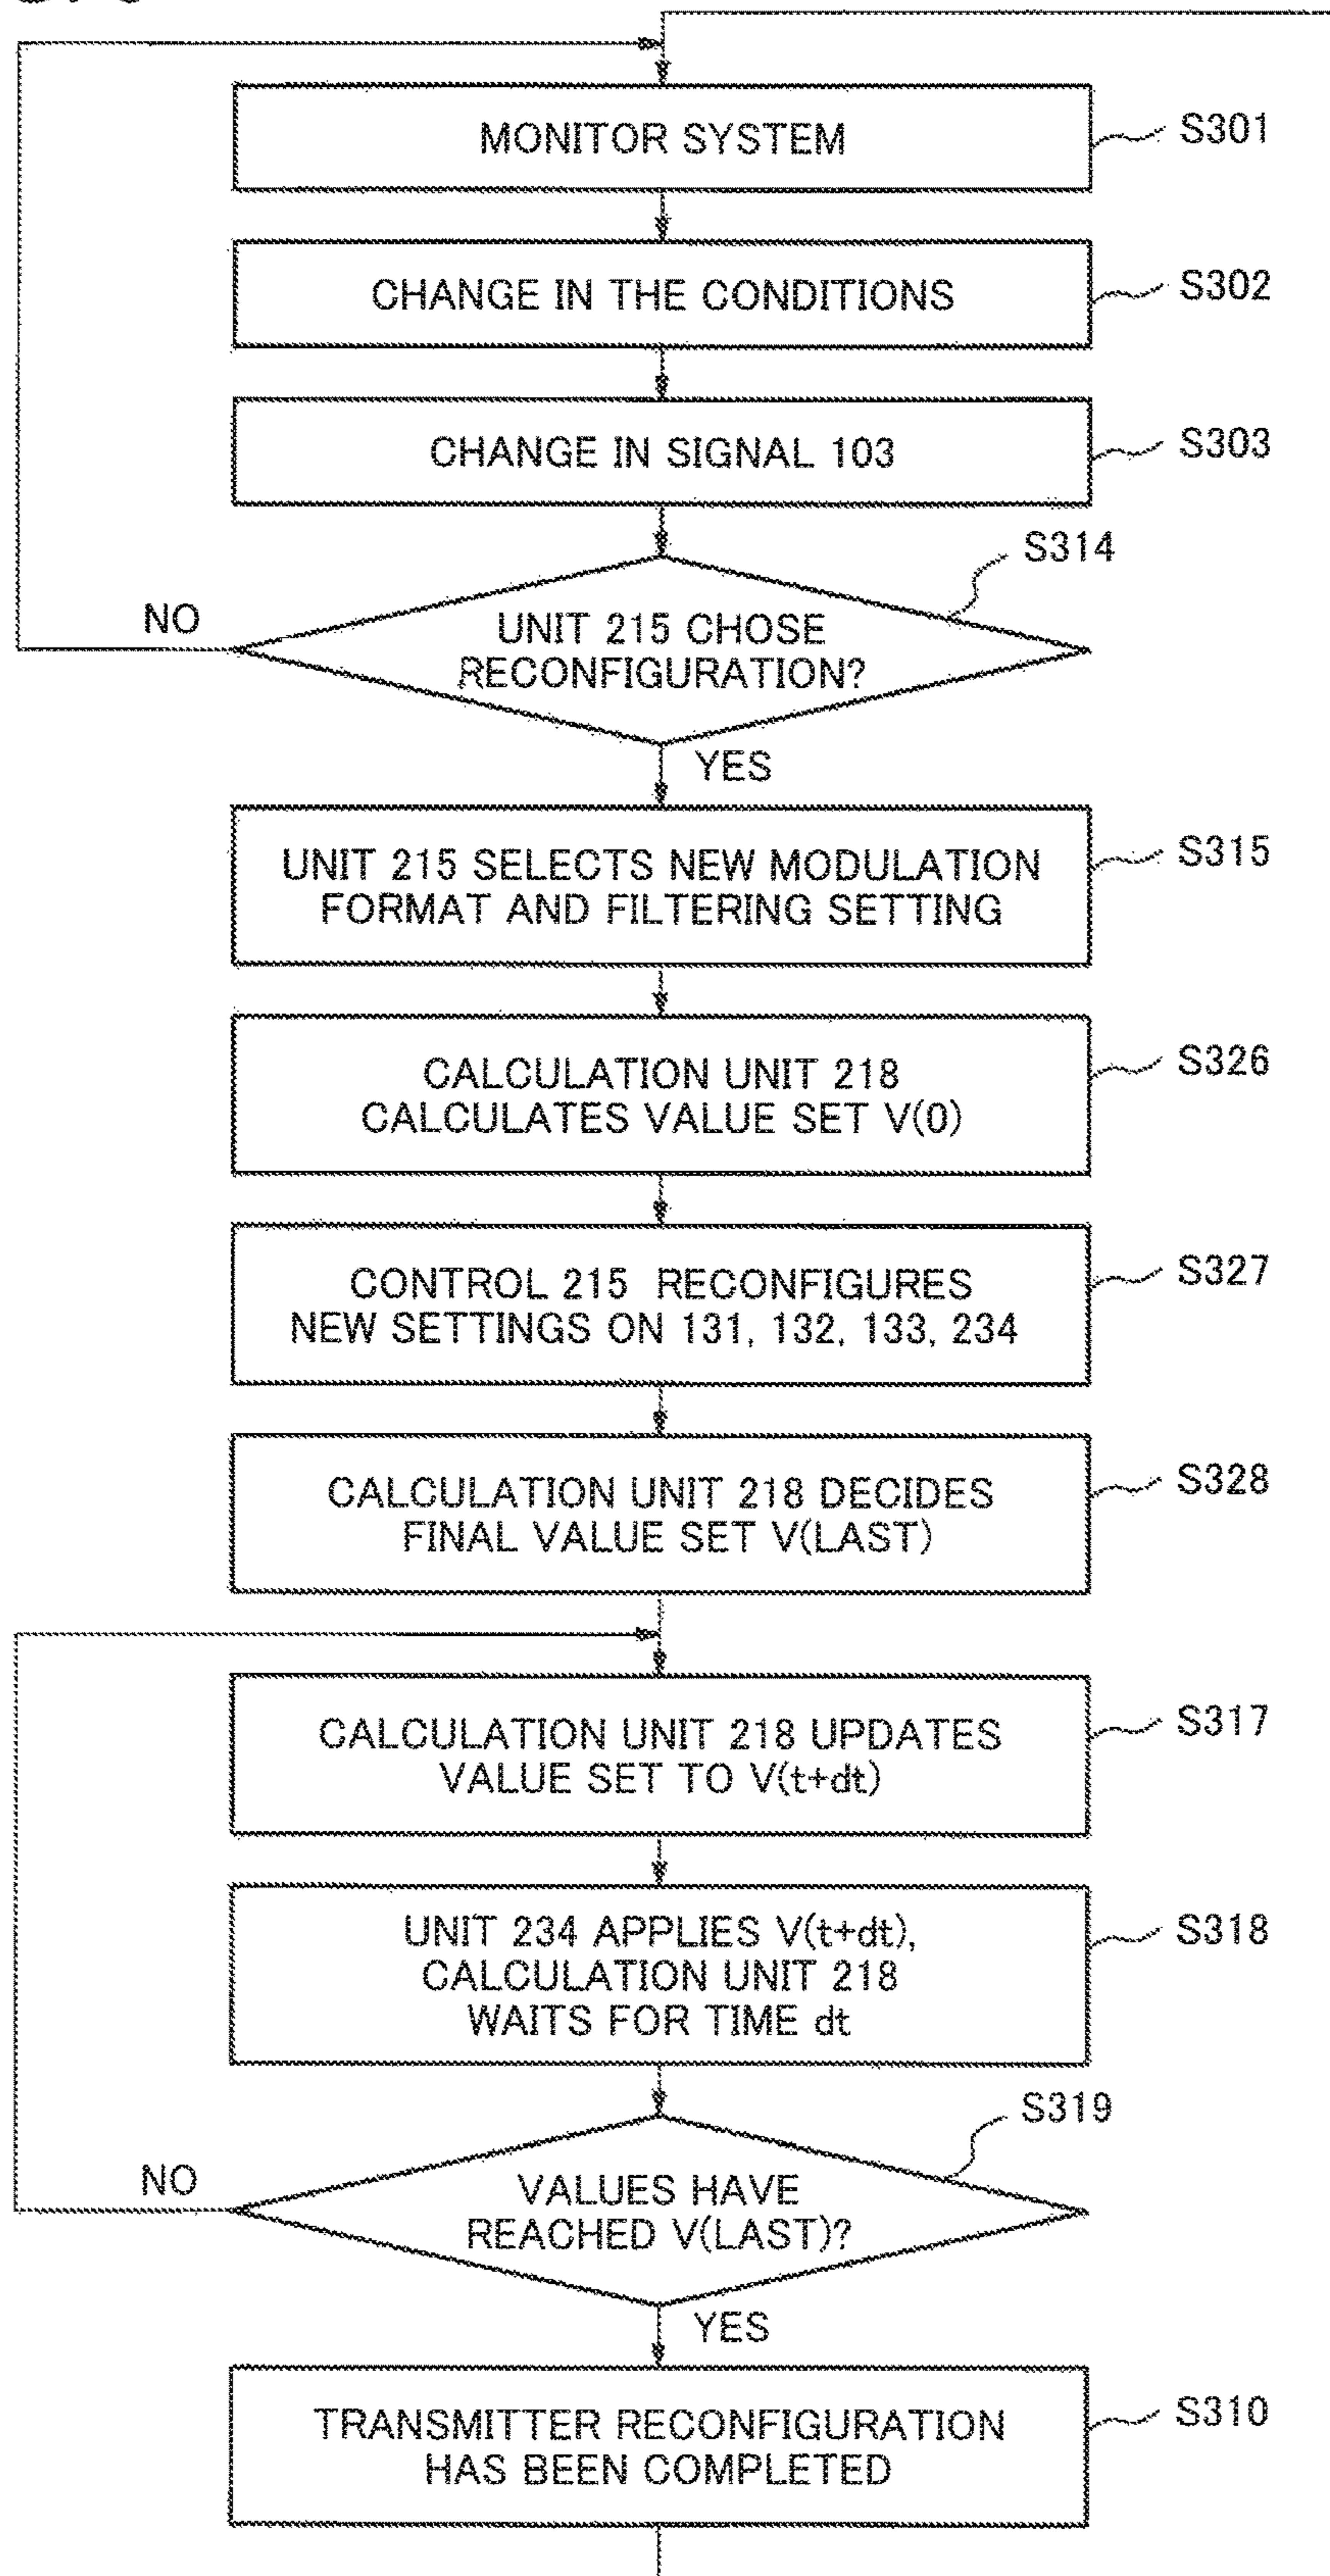 MONITOR SYSTEM
S301
CHANGE IN THE CONDITIONS
S302
CHANGE IN SIGNAL 103
S303
S314
NO
UNIT 215 CHOSE
RECONFIGURATION?
YES
UNIT 215 SELECTS NEW MODULATION
FORMAT AND FILTERING SETTING
S315
CALCULATION UNIT 218
CALCULATES VALUE SET V(0)
S326
CONTROL 215 RECONFIGURES
NEW SETTINGS ON 131, 132, 133, 234
S327
CALCULATION UNIT 218 DECIDES
FINAL VALUE SET V(LAST)
S328
CALCULATION UNIT 218 UPDATES
VALUE SET TO V(t+dt)
S317
UNIT 234 APPLIES V(t+dt),
CALCULATION UNIT 218
WAITS FOR TIME dt
S318
S319
NO
VALUES HAVE
REACHED V(LAST)?
YES
TRANSMITTER RECONFIGURATION
HAS BEEN COMPLETED
S310